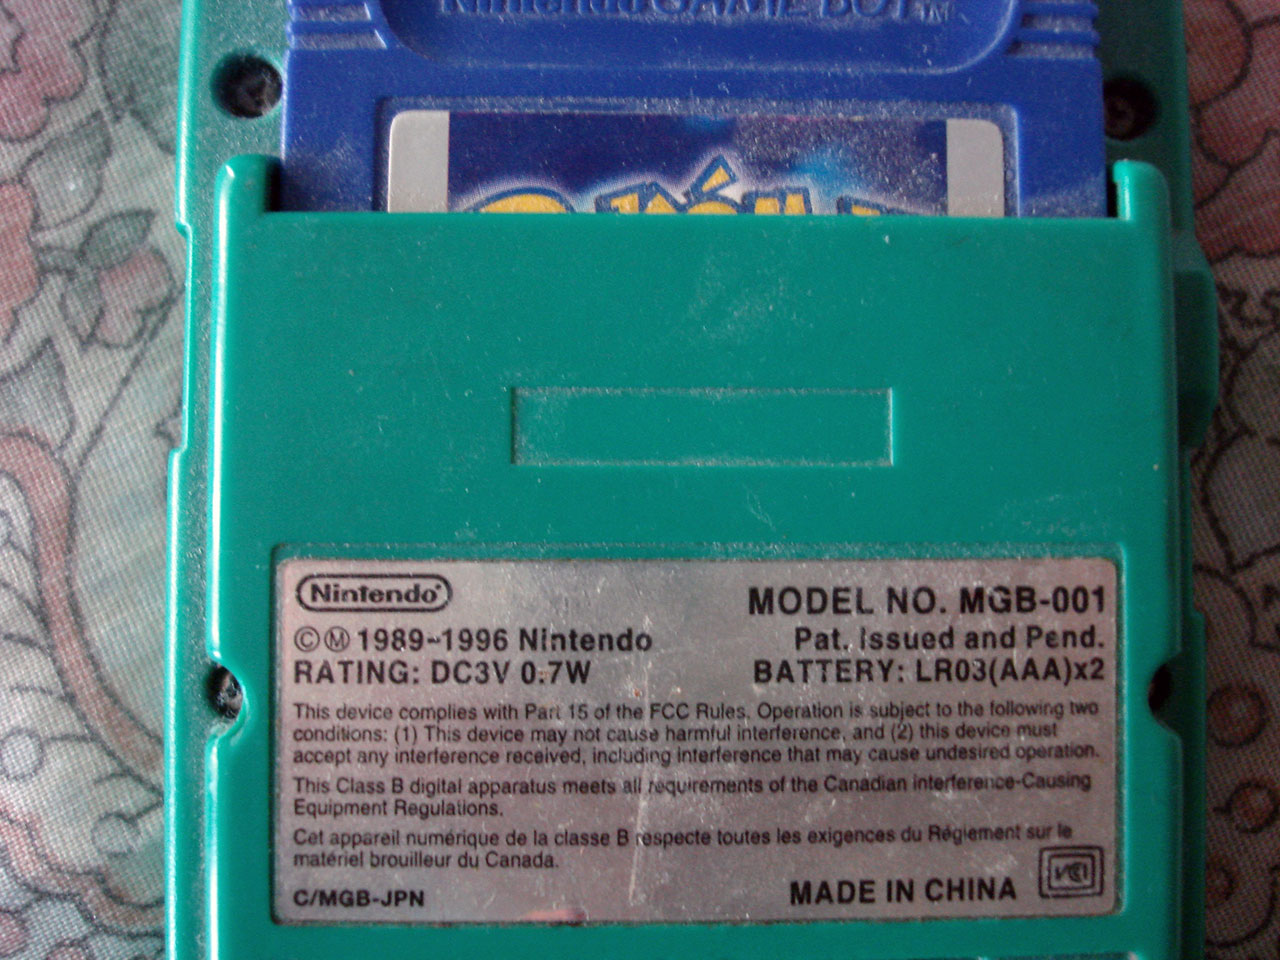 Nintendo GAME BOY TM
Nintendo
MODEL NO. MGB-001
© Ⓜ 1989-1996 Nintendo
Pat. Issued and Pend.
RATING: DC3V 0.7W
BATTERY: LR03(AAA)x2
This device complies with Part 15 of the FCC Rules. Operation is subject to the following two
conditions: (1) This device may not cause harmful interference, and (2) this device must
accept any interference received, including interference that may cause undesired operation.
This Class B digital apparatus meets all requirements of the Canadian Interference-Causing
Equipment Regulations.
Cet appareil numérique de la classe B respecte toutes les exigences du Réglement sur le
matériel brouilleur du Canada.
C/MGB-JPN
MADE IN CHINA
VCCI